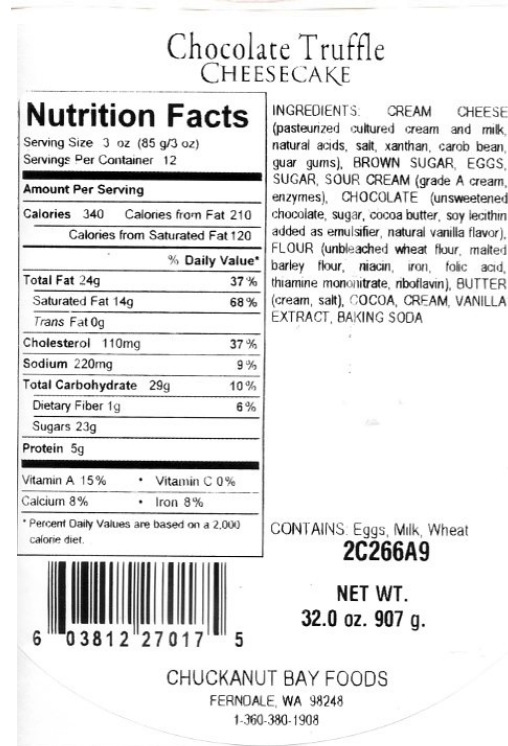 Chocolate Truffle
CHEESECAKE
Nutrition Facts
Serving Size 3 oz (85 g/3 oz)
Servings Per Container 12
Amount Per Serving
Calories 340 Calories from Fat 210
Calories from Saturated Fat 120
% Daily Value*
Total Fat 24g 37%
Saturated Fat 14g 68%
Trans Fat 0g
Cholesterol 110mg 37%
Sodium 220mg 9%
Total Carbohydrate 29g 10%
Dietary Fiber 1g 6%
Sugars 23g
Protein 5g
Vitamin A 15% • Vitamin C 0%
Calcium 8% • Iron 8%
* Percent Daily Values are based on a 2,000
calorie diet.
INGREDIENTS: CREAM CHEESE
(pasteurized cultured cream and milk,
natural acids, salt, xanthan, carob bean,
guar gums), BROWN SUGAR, EGGS,
SUGAR, SOUR CREAM (grade A cream,
enzymes), CHOCOLATE (unsweetened
chocolate, sugar, cocoa butter, soy lecithin
added as emulsifier, natural vanilla flavor),
FLOUR (unbleached wheat flour, malted
barley flour, niacin, iron, folic acid,
thiamine mononitrate, riboflavin), BUTTER
(cream, salt), COCOA, CREAM, VANILLA
EXTRACT, BAKING SODA
CONTAINS: Eggs, Milk, Wheat
2C266A9
NET WT.
32.0 oz. 907 g.
6 03812 27017 5
CHUCKANUT BAY FOODS
FERNDALE, WA 98248
1-360-380-1908